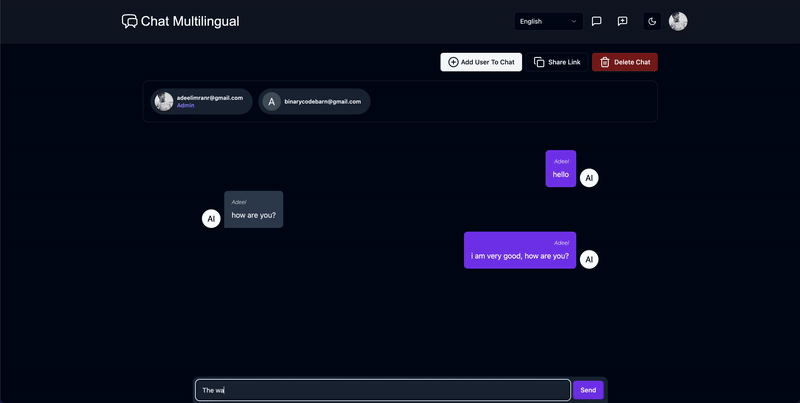 Chat Multilingual
English
Add User To Chat
Share Link
Delete Chat
adeelimranr@gmail.com
Admin
A
binarycodebarn@gmail.com
Adeel
hello
AI
Adeel
how are you?
AI
Adeel
i am very good, how are you?
AI
The wa
Send